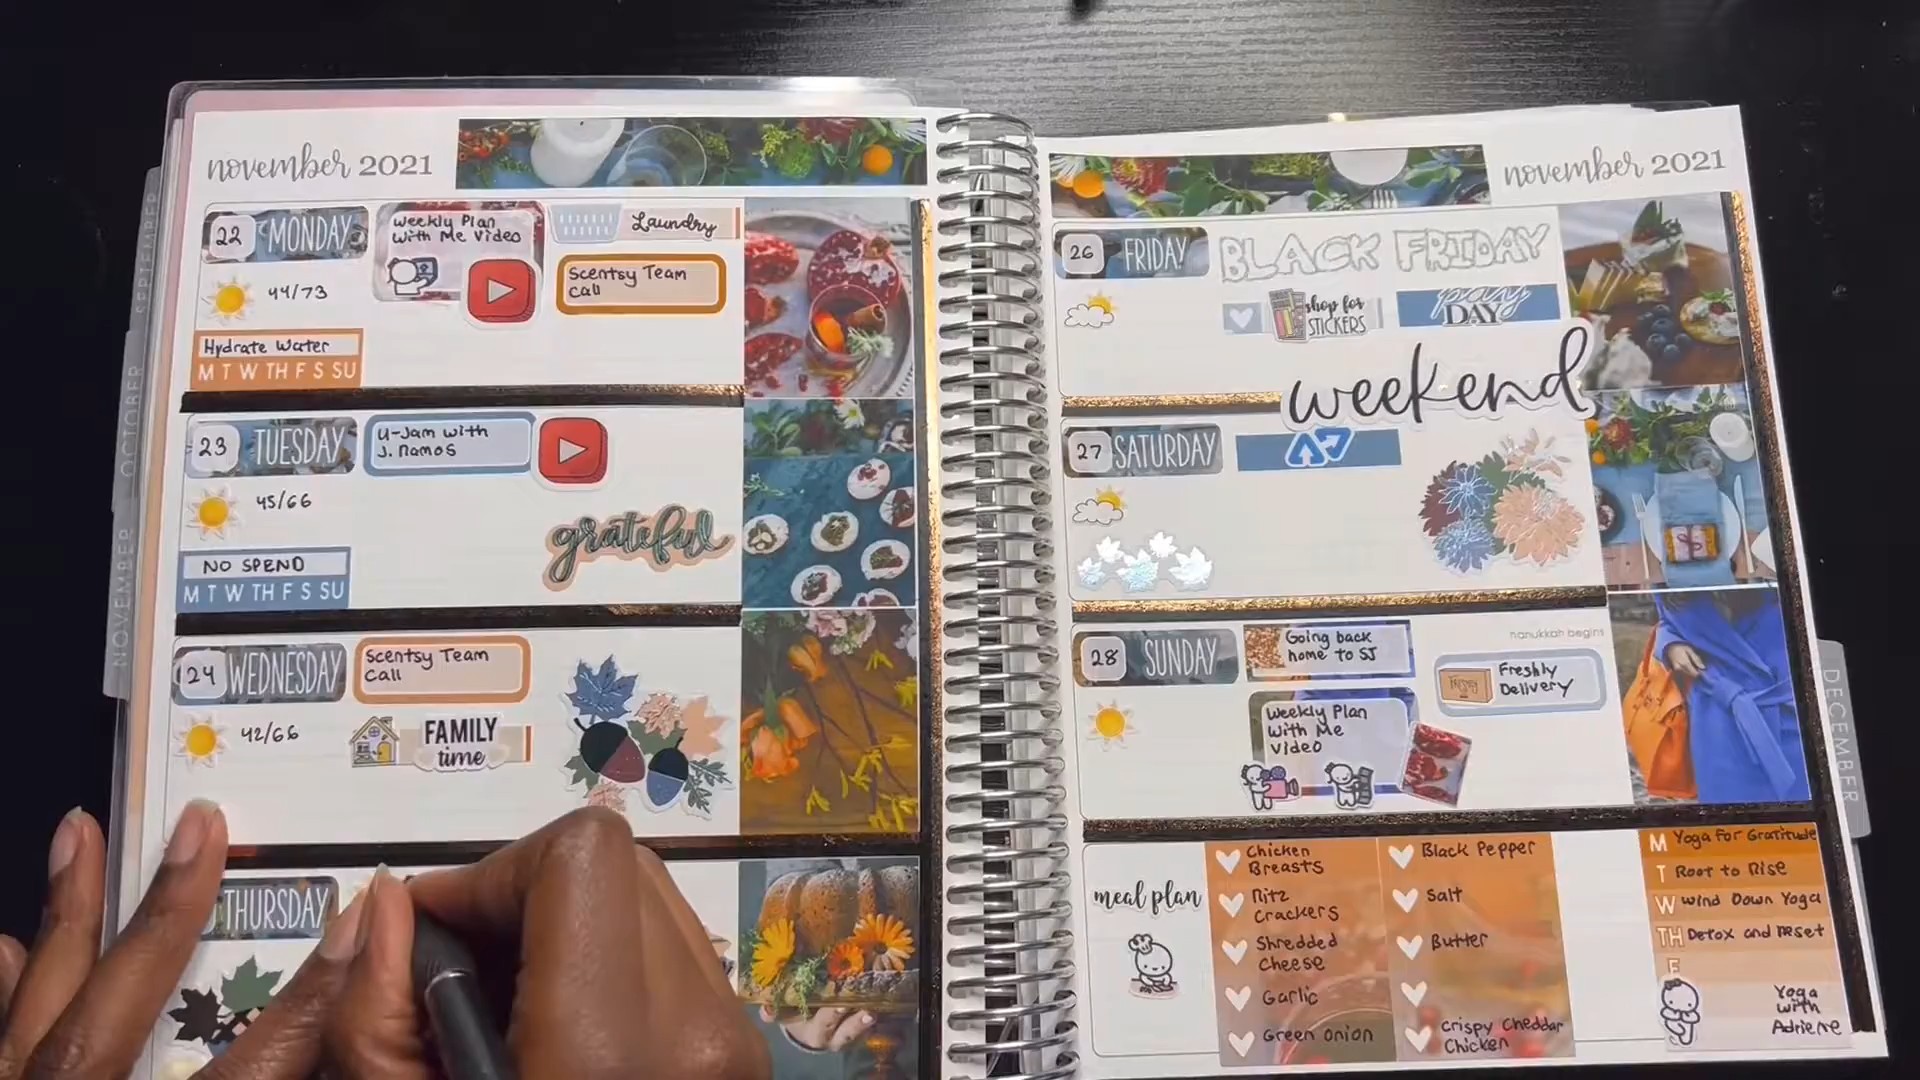 november 2021
22
MONDAY
Weekly Plan
With Me Video
Laundry
Scentsy Team
Call
44/73
Hydrate Water
M T W TH F S SU
23
TUESDAY
U-Jam with
J. Ramos
45/66
grateful
NO SPEND
M T W TH F S SU
24
WEDNESDAY
Scentsy Team
Call
42/66
FAMILY
time
THURSDAY
november 2021
26
FRIDAY
BLACK FRIDAY
shop for
STICKERS
pay
DAY
weekend
27
SATURDAY
28
SUNDAY
Going back
home to SJ
hanukkah begins
Freshly
Delivery
Weekly Plan
With Me
Video
meal plan
Chicken
Breasts
Ritz
Crackers
Shredded
Cheese
Garlic
Green Onion
Black Pepper
Salt
Butter
Crispy Cheddar
Chicken
M Yoga For Gratitude
T Root to Rise
W Wind Down Yoga
TH Detox and Reset
F
Yoga
with
Adriene
SEPTEMBER
OCTOBER
NOVEMBER
DECEMBER